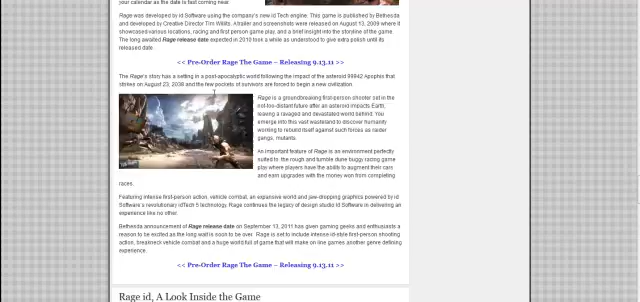 your calendar as the date is fast coming near.
Rage was developed by id Software using the company's new id Tech engine. This game is published by Bethesda
and developed by Creative Director Tim Willits. A trailer and screenshots were released on August 13, 2009 where it
showcased various locations, racing and first person game play, and a brief insight into the storyline of the game.
The long awaited Rage release date expected in 2010 took a while as understood to give extra polish until its
released date.
<< Pre-Order Rage The Game – Releasing 9.13.11 >>
The Rage's story has a setting in a post-apocalyptic world following the impact of the asteroid 99942 Apophis that
strikes on August 23, 2038 and the few pockets of survivors are forced to begin a new civilization.
Rage is a groundbreaking first-person shooter set in the
not-too-distant future after an asteroid impacts Earth,
leaving a ravaged and devastated world behind. You
emerge into this vast wasteland to discover humanity
working to rebuild itself against such forces as raider
gangs, mutants.
An important feature of Rage is an environment perfectly
suited to the rough and tumble dune buggy racing game
play where players have the ability to augment their cars
and earn upgrades with the money won from completing
races.
Featuring intense first-person action, vehicle combat, an expansive world and jaw-dropping graphics powered by id
Software's revolutionary idTech 5 technology, Rage continues the legacy of design studio id Software in delivering an
experience like no other.
Bethesda announcement of Rage release date on September 13, 2011 has given gaming geeks and enthusiasts a
reason to be excited as the long wait is soon to be over. Rage is set to include intense id-style first-person shooting
action, breakneck vehicle combat and a huge world full of game that will make on line games another genre defining
experience.
<< Pre-Order Rage The Game – Releasing 9.13.11 >>
Rage id, A Look Inside the Game